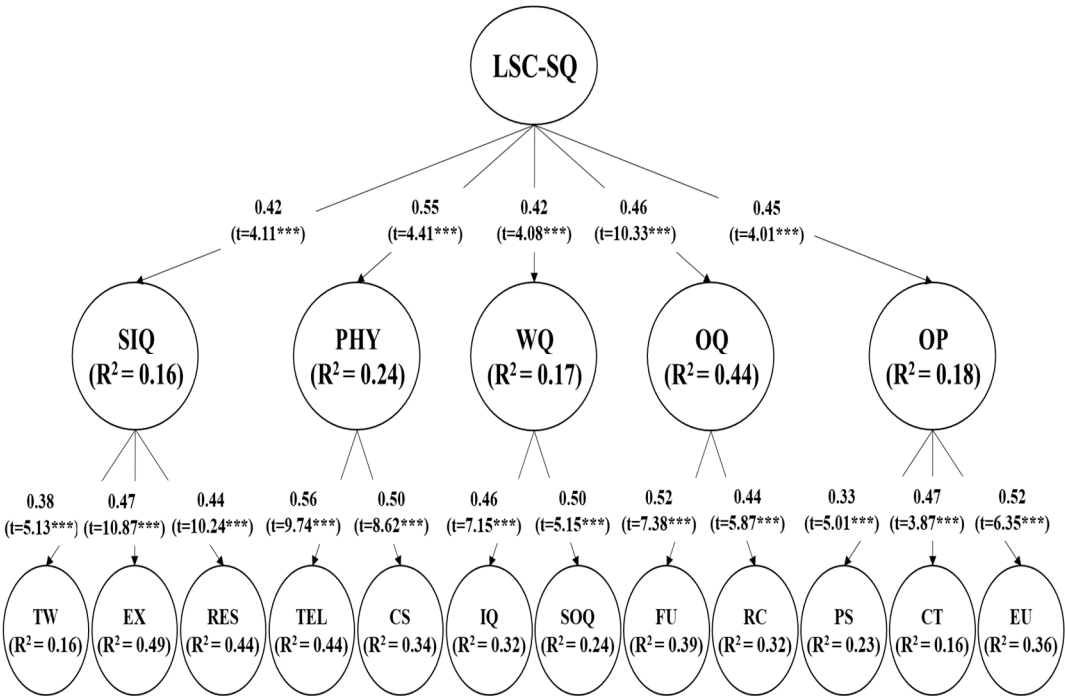 LSC-SQ
0.42
(t=4.11***)
0.55
(t=4.41***)
0.42
(t=4.08***)
0.46
(t=10.33***)
0.45
(t=4.01***)
SIQ
(R² = 0.16)
PHY
(R² = 0.24)
WQ
(R² = 0.17)
OQ
(R² = 0.44)
OP
(R² = 0.18)
0.38
(t=5.13***)
0.47
(t=10.87***)
0.44
(t=10.24***)
0.56
(t=9.74***)
0.50
(t=8.62***)
0.46
(t=7.15***)
0.50
(t=5.15***)
0.52
(t=7.38***)
0.44
(t=5.87***)
0.33
(t=5.01***)
0.47
(t=3.87***)
0.52
(t=6.35***)
TW
(R² = 0.16)
EX
(R² = 0.49)
RES
(R² = 0.44)
TEL
(R² = 0.44)
CS
(R² = 0.34)
IQ
(R² = 0.32)
SOQ
(R² = 0.24)
FU
(R² = 0.39)
RC
(R² = 0.32)
PS
(R² = 0.23)
CT
(R² = 0.16)
EU
(R² = 0.36)